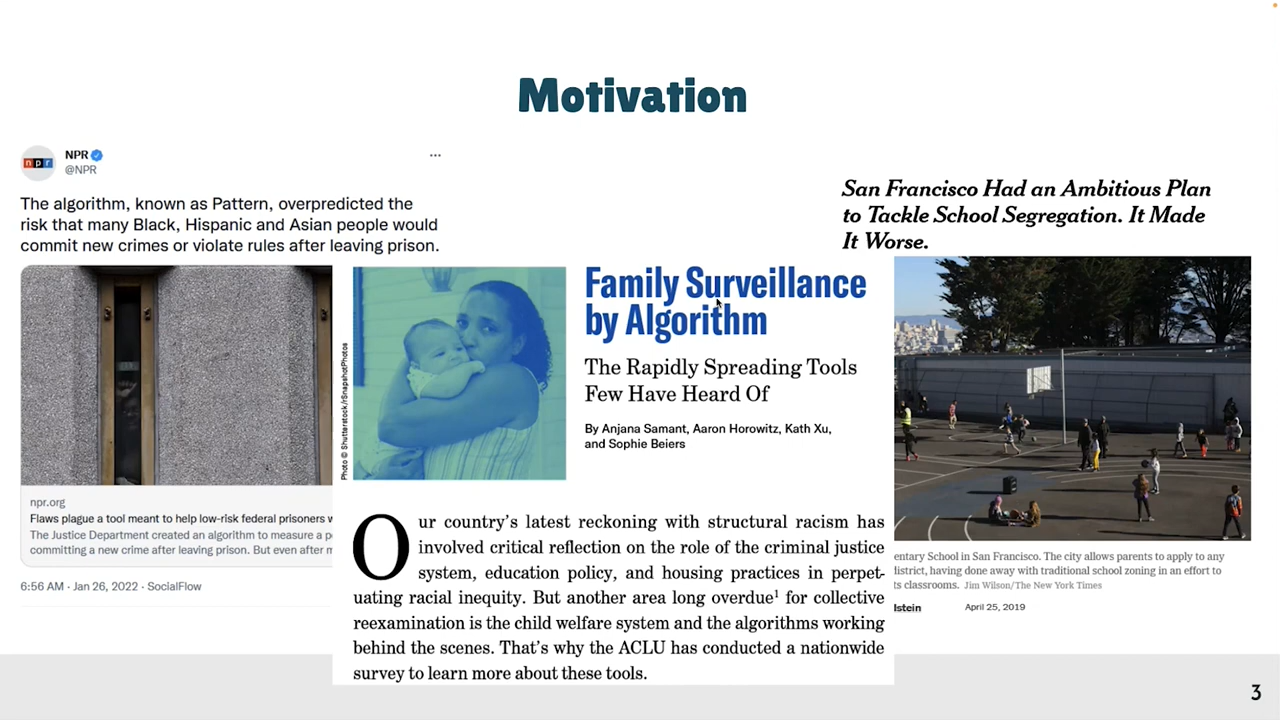 Motivation
npr
NPR
@NPR
...
The algorithm, known as Pattern, overpredicted the
risk that many Black, Hispanic and Asian people would
commit new crimes or violate rules after leaving prison.
npr.org
Flaws plague a tool meant to help low-risk federal prisoners w
The Justice Department created an algorithm to measure a p
committing a new crime after leaving prison. But even after m
6:56 AM · Jan 26, 2022 · SocialFlow
Photo © Shutterstock/rSnapshotPhotos
Family Surveillance
by Algorithm
The Rapidly Spreading Tools
Few Have Heard Of
By Anjana Samant, Aaron Horowitz, Kath Xu,
and Sophie Beiers
Our country's latest reckoning with structural racism has
involved critical reflection on the role of the criminal justice
system, education policy, and housing practices in perpet-
uating racial inequity. But another area long overdue¹ for collective
reexamination is the child welfare system and the algorithms working
behind the scenes. That's why the ACLU has conducted a nationwide
survey to learn more about these tools.
San Francisco Had an Ambitious Plan
to Tackle School Segregation. It Made
It Worse.
entary School in San Francisco. The city allows parents to apply to any
district, having done away with traditional school zoning in an effort to
ts classrooms. Jim Wilson/The New York Times
lstein April 25, 2019
3